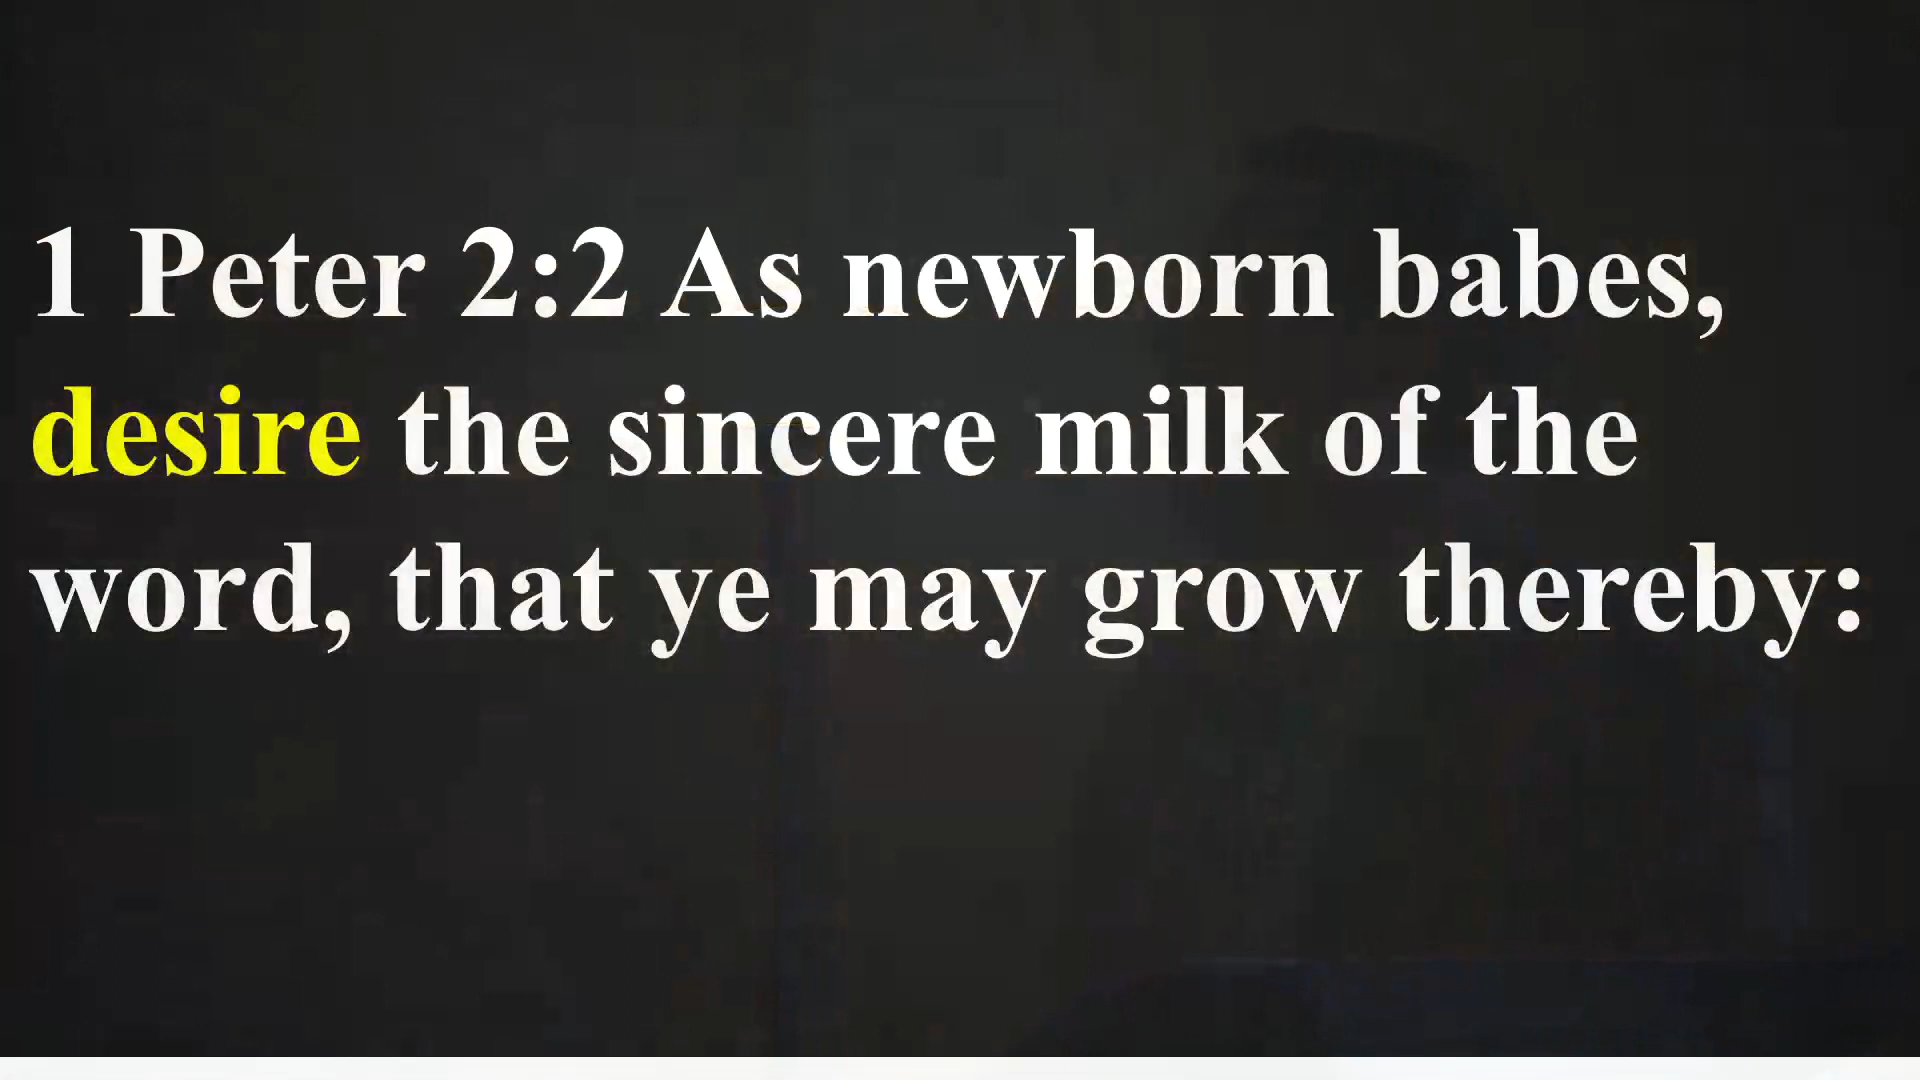 1 Peter 2:2 As newborn babes,
desire the sincere milk of the
word, that ye may grow thereby: